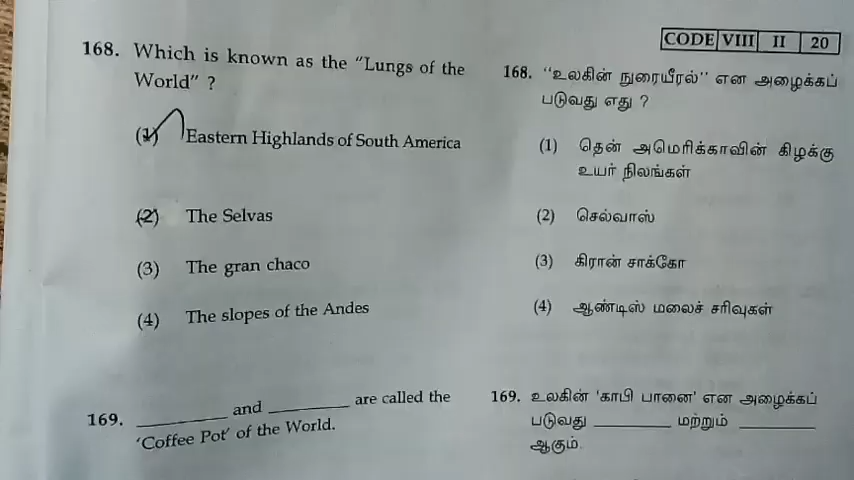 CODE VIII II 20
168. Which is known as the "Lungs of the
World" ?
(1) Eastern Highlands of South America
(2) The Selvas
(3) The gran chaco
(4) The slopes of the Andes
169. ________ and ________ are called the
'Coffee Pot' of the World.
168. "உலகின் நுரையீரல்" என அழைக்கப்
படுவது எது ?
(1) தென் அமெரிக்காவின் கிழக்கு
உயர் நிலங்கள்
(2) செல்வாஸ்
(3) கிரான் சாக்கோ
(4) ஆண்டிஸ் மலைச் சரிவுகள்
169. உலகின் 'காபி பானை' என அழைக்கப்
படுவது ________ மற்றும் ________
ஆகும்.